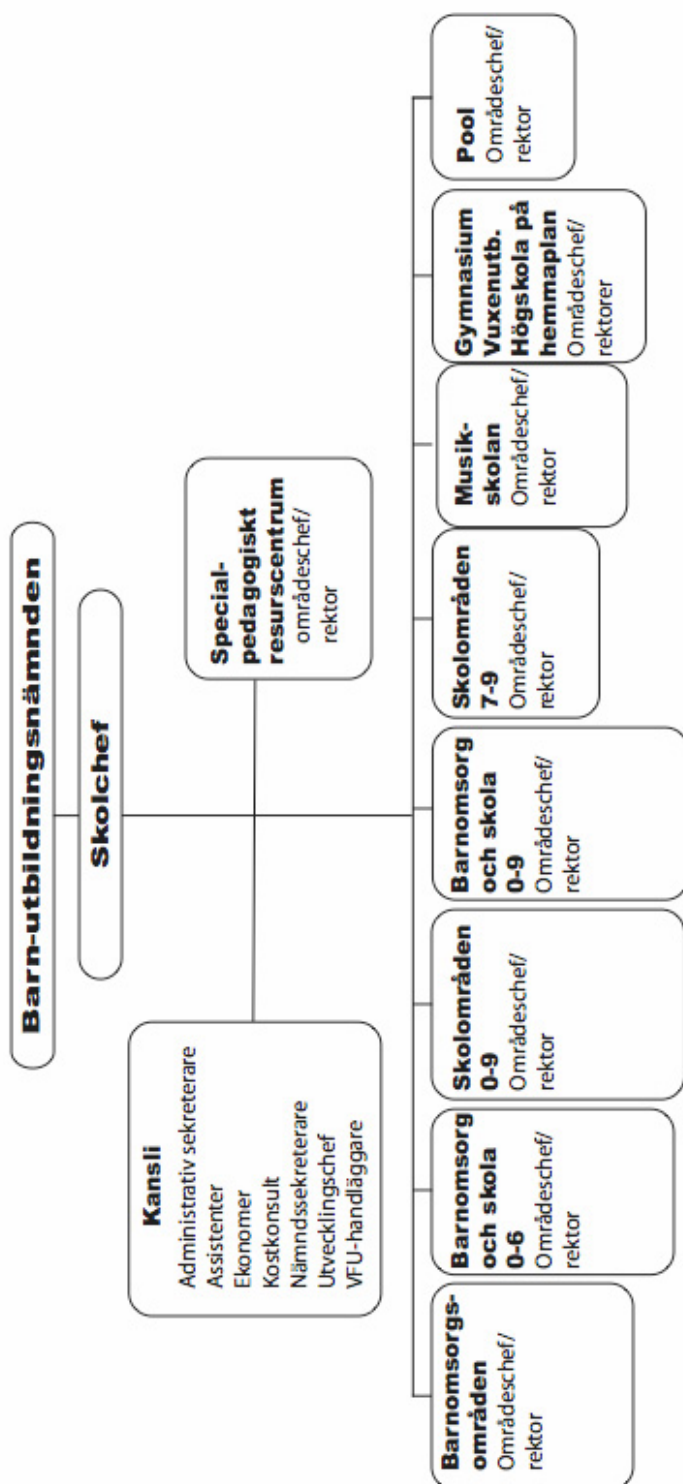 Barn-utbildningsnämnden
Skolchef
Kansli
Administrativ sekreterare
Assistenter
Ekonomer
Kostkonsult
Nämndssekreterare
Utvecklingschef
VFU-handläggare
Special-
pedagogiskt
resurscentrum
områdeschef/
rektor
Barnomsorgs-
områden
Områdeschef/
rektor
Barnomsorg
och skola
0-6
Områdeschef/
rektor
Skolområden
0-9
Områdeschef/
rektor
Barnomsorg
och skola
0-9
Områdeschef/
rektor
Skolområden
7-9
Områdeschef/
rektor
Musik-
skolan
Områdeschef/
rektor
Gymnasium
Vuxenutb.
Högskola på
hemmaplan
Områdeschef/
rektorer
Pool
Områdeschef/
rektor